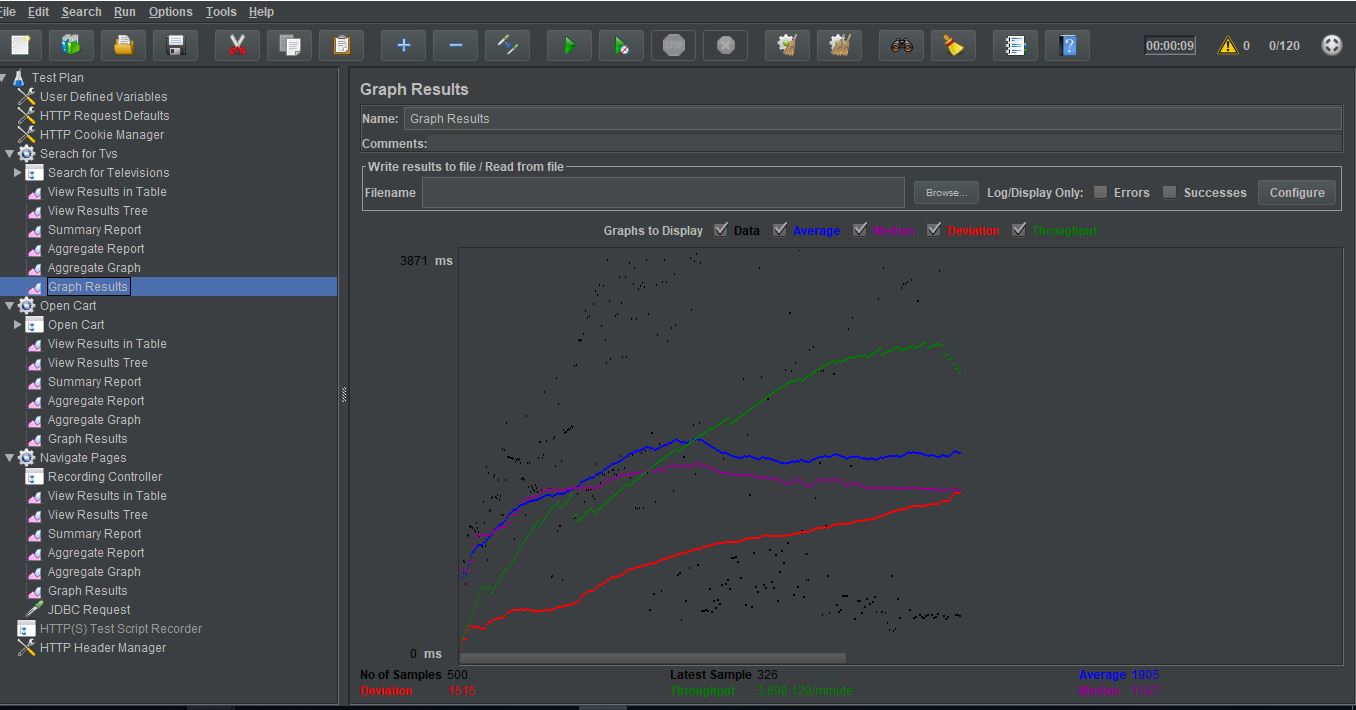 File Edit Search Run Options Tools Help
STOP 00:00:09 0 0/120
Test Plan
User Defined Variables
HTTP Request Defaults
HTTP Cookie Manager
Serach for Tvs
Search for Televisions
View Results in Table
View Results Tree
Summary Report
Aggregate Report
Aggregate Graph
Graph Results
Open Cart
Open Cart
View Results in Table
View Results Tree
Summary Report
Aggregate Report
Aggregate Graph
Graph Results
Navigate Pages
Recording Controller
View Results in Table
View Results Tree
Summary Report
Aggregate Report
Aggregate Graph
Graph Results
JDBC Request
HTTP(S) Test Script Recorder
HTTP Header Manager
Graph Results
Name: Graph Results
Comments:
Write results to file / Read from file
Filename Browse... Log/Display Only: Errors Successes Configure
Graphs to Display Data Average Median Deviation Throughput
3871 ms
0 ms
No of Samples 500 Latest Sample 326 Average 1905
Deviation 1515 Throughput 3,898.129/minute Median